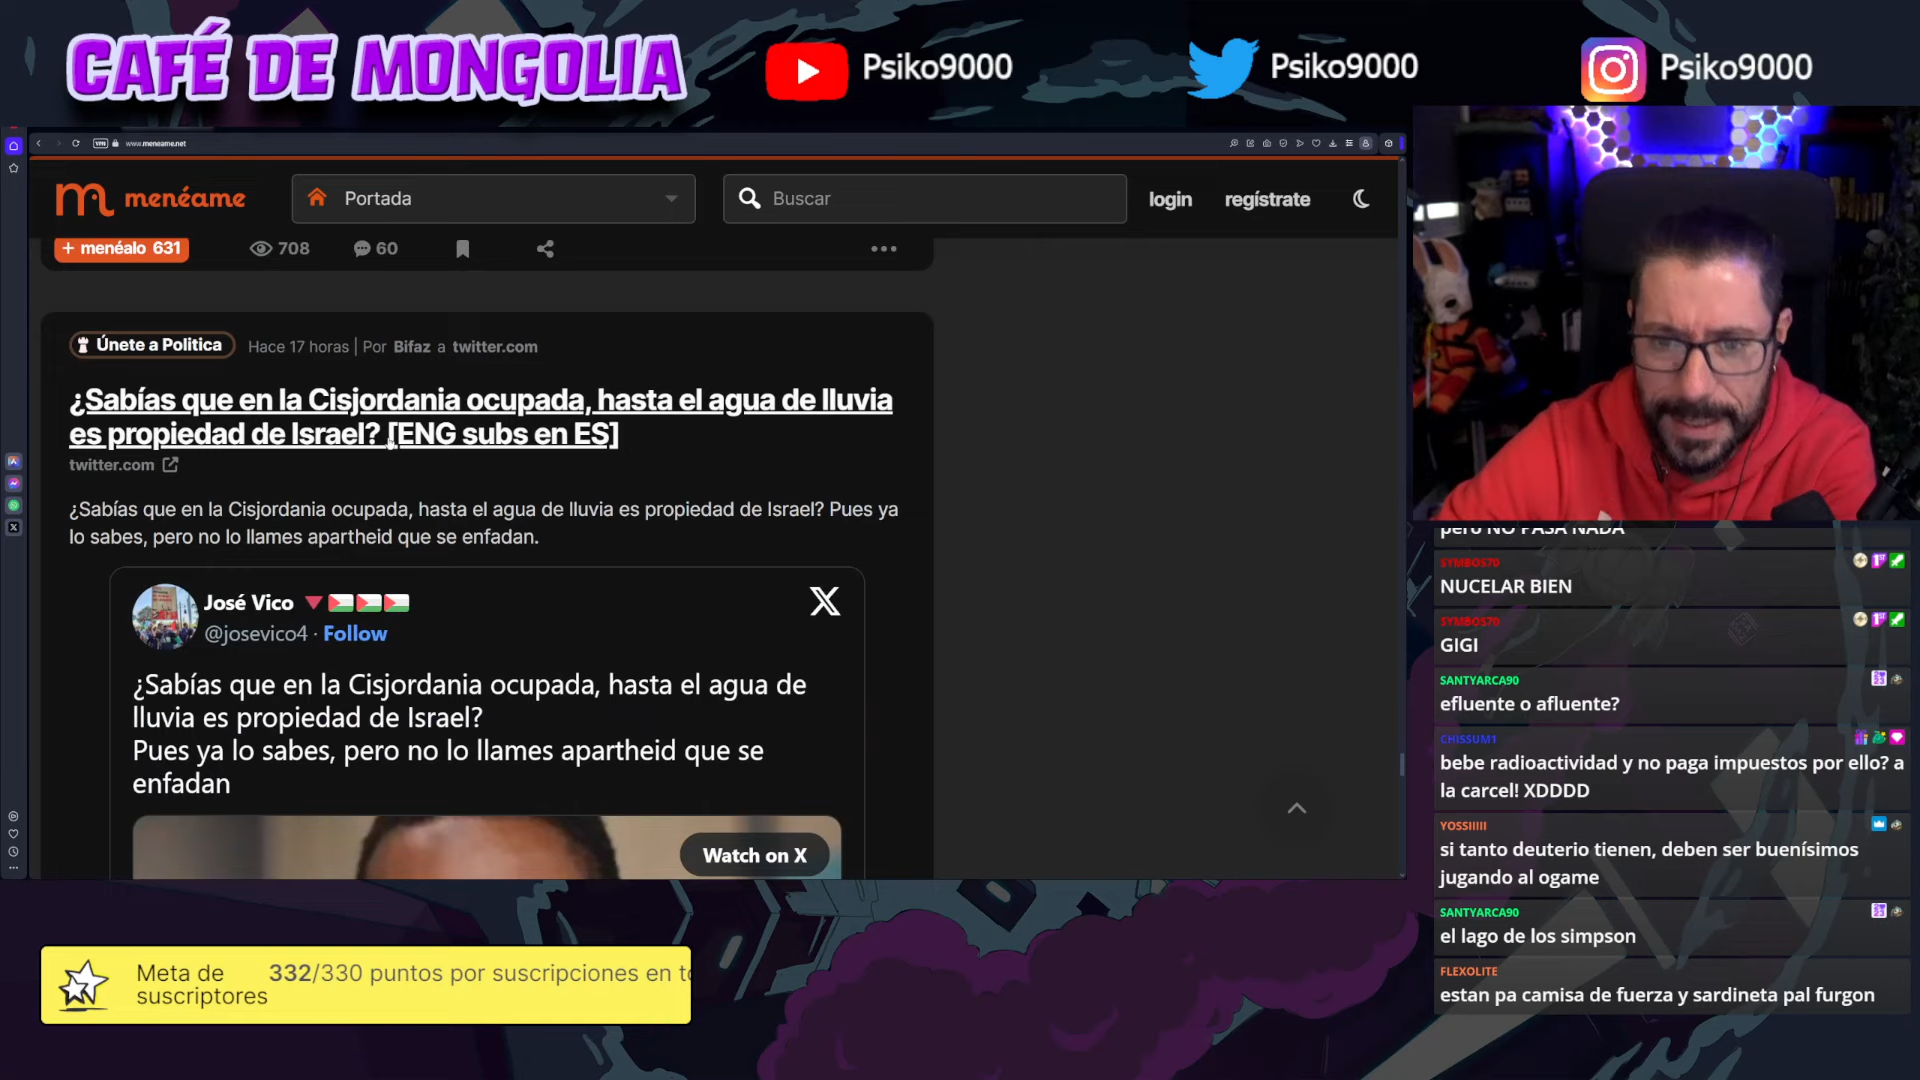 CAFÉ DE MONGOLIA
Psiko9000
Psiko9000
Psiko9000
VPN
www.meneame.net
menéame
Portada
Buscar
login
regístrate
+ menéalo 631
708
60
Únete a Politica
Hace 17 horas | Por Bifaz a twitter.com
¿Sabías que en la Cisjordania ocupada, hasta el agua de lluvia
es propiedad de Israel? [ENG subs en ES]
twitter.com
¿Sabías que en la Cisjordania ocupada, hasta el agua de lluvia es propiedad de Israel? Pues ya
lo sabes, pero no lo llames apartheid que se enfadan.
José Vico
@josevico4 · Follow
¿Sabías que en la Cisjordania ocupada, hasta el agua de
lluvia es propiedad de Israel?
Pues ya lo sabes, pero no lo llames apartheid que se
enfadan
Watch on X
pero NO PASA NADA
SYMBOS70
NUCELAR BIEN
SYMBOS70
GIGI
SANTYARCA90
efluente o afluente?
CHISSUM1
bebe radioactividad y no paga impuestos por ello? a
la carcel! XDDDD
YOSSIIIII
si tanto deuterio tienen, deben ser buenísimos
jugando al ogame
SANTYARCA90
el lago de los simpson
FLEXOLITE
estan pa camisa de fuerza y sardineta pal furgon
Meta de
suscriptores
332/330 puntos por suscripciones en to